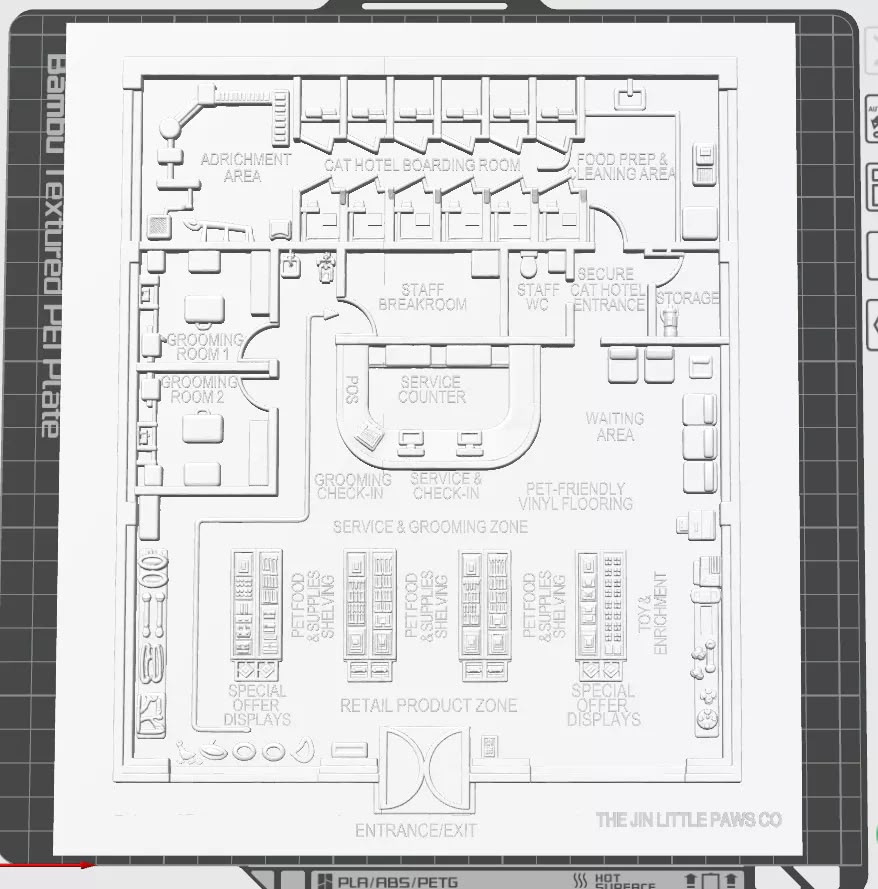 Bambu Textured PEI Plate
ADRICHMENT
AREA
CAT HOTEL BOARDING ROOM
FOOD PREP &
CLEANING AREA
STAFF
BREAKROOM
STAFF
WC
SECURE
CAT HOTEL
ENTRANCE
STORAGE
GROOMING
ROOM 1
GROOMING
ROOM 2
POS
SERVICE
COUNTER
WAITING
AREA
GROOMING
CHECK-IN
SERVICE &
CHECK-IN
PET-FRIENDLY
VINYL FLOORING
SERVICE & GROOMING ZONE
PET FOOD
& SUPPLIES
SHELVING
PET FOOD
& SUPPLIES
SHELVING
PET FOOD
& SUPPLIES
SHELVING
TOY &
ENRICHMENT
SPECIAL
OFFER
DISPLAYS
RETAIL PRODUCT ZONE
SPECIAL
OFFER
DISPLAYS
THE JIN LITTLE PAWS CO
ENTRANCE/EXIT
PLA/ABS/PETG
HOT
SURFACE